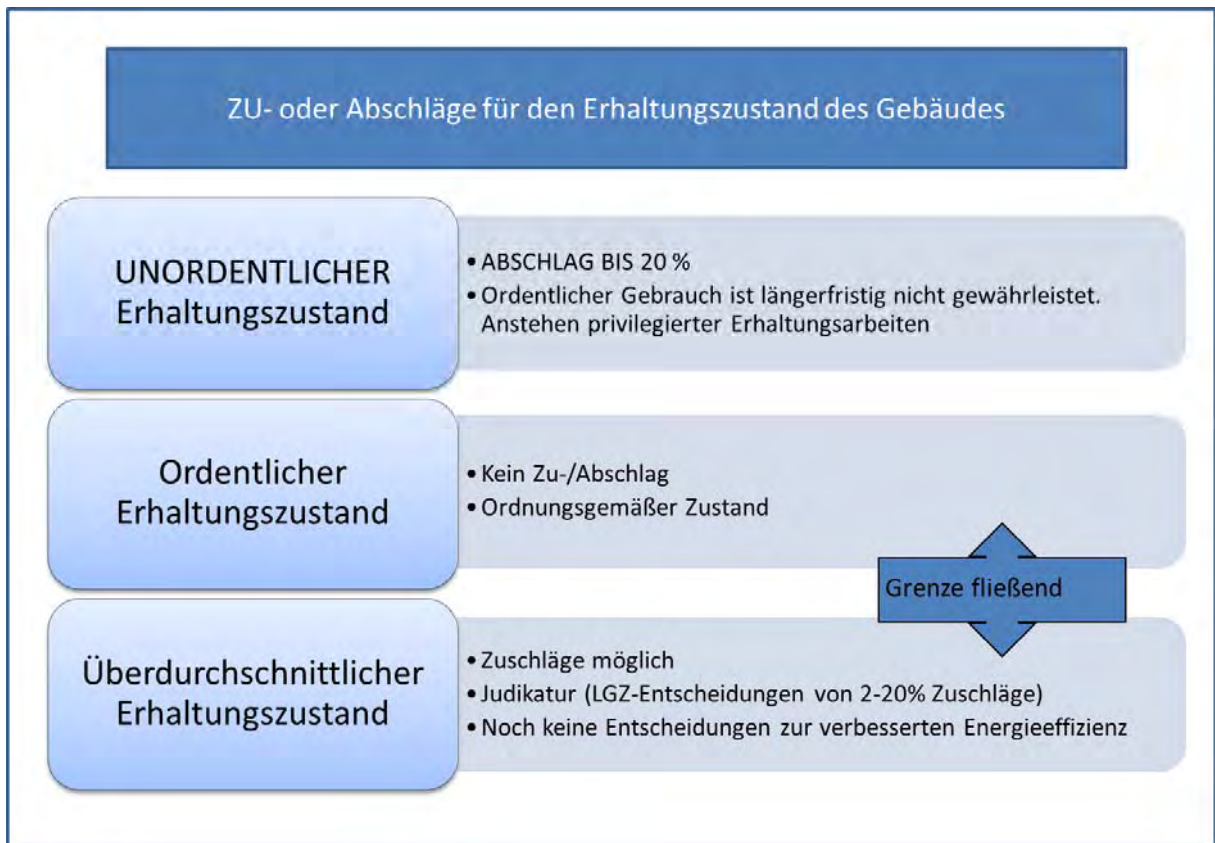 ZU- oder Abschläge für den Erhaltungszustand des Gebäudes
UNORDENTLICHER
Erhaltungszustand
• ABSCHLAG BIS 20 %
• Ordentlicher Gebrauch ist längerfristig nicht gewährleistet.
Anstehen privilegierter Erhaltungsarbeiten
Ordentlicher
Erhaltungszustand
• Kein Zu-/Abschlag
• Ordnungsgemäßer Zustand
Grenze fließend
Überdurchschnittlicher
Erhaltungszustand
• Zuschläge möglich
• Judikatur (LGZ-Entscheidungen von 2-20% Zuschläge)
• Noch keine Entscheidungen zur verbesserten Energieeffizienz